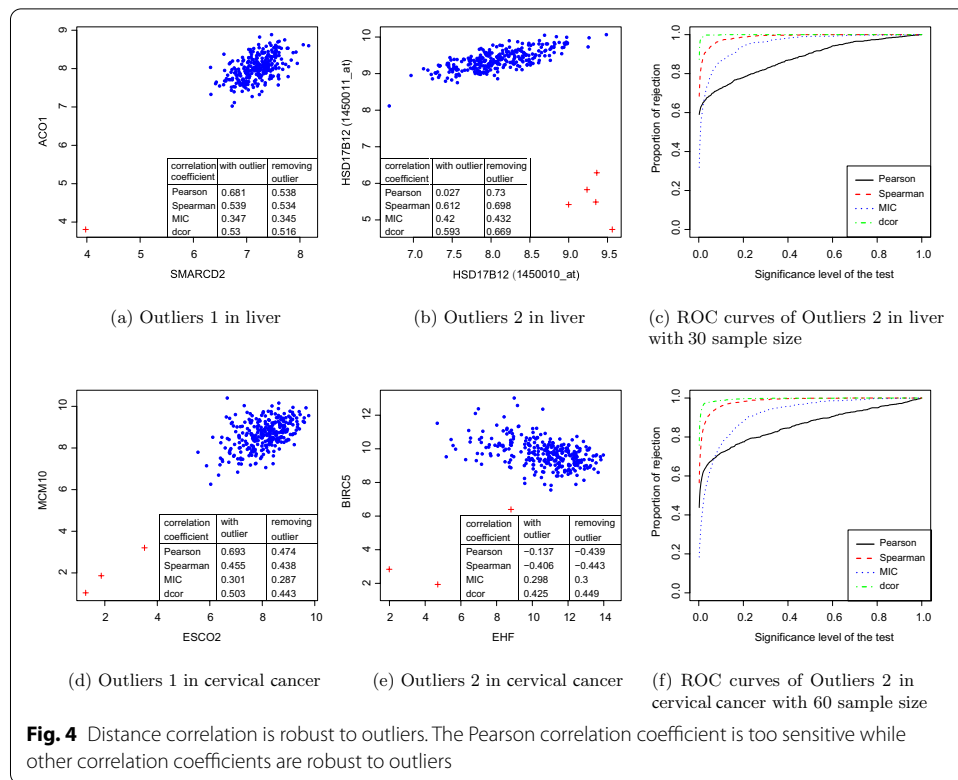 ACO1
9
8
7
6
5
4
correlation coefficient with outlier removing outlier
Pearson 0.681 0.538
Spearman 0.539 0.534
MIC 0.347 0.345
dcor 0.53 0.516
4 5 6 7 8
SMARCD2
(a) Outliers 1 in liver
HSD17B12 (1450011_at)
10
9
8
7
6
5
correlation coefficient with outlier removing outlier
Pearson 0.027 0.73
Spearman 0.612 0.698
MIC 0.42 0.432
dcor 0.593 0.669
7.0 7.5 8.0 8.5 9.0 9.5
HSD17B12 (1450010_at)
(b) Outliers 2 in liver
Proportion of rejection
1.0
0.8
0.6
0.4
0.2
0.0
Pearson
Spearman
MIC
dcor
0.0 0.2 0.4 0.6 0.8 1.0
Significance level of the test
(c) ROC curves of Outliers 2 in liver
with 30 sample size
MCM10
10
8
6
4
2
correlation coefficient with outlier removing outlier
Pearson 0.693 0.474
Spearman 0.455 0.438
MIC 0.301 0.287
dcor 0.503 0.443
2 4 6 8 10
ESCO2
(d) Outliers 1 in cervical cancer
BIRC5
12
10
8
6
4
2
correlation coefficient with outlier removing outlier
Pearson −0.137 −0.439
Spearman −0.406 −0.443
MIC 0.298 0.3
dcor 0.425 0.449
2 4 6 8 10 12 14
EHF
(e) Outliers 2 in cervical cancer
Proportion of rejection
1.0
0.8
0.6
0.4
0.2
0.0
Pearson
Spearman
MIC
dcor
0.0 0.2 0.4 0.6 0.8 1.0
Significance level of the test
(f) ROC curves of Outliers 2 in
cervical cancer with 60 sample size
Fig. 4 Distance correlation is robust to outliers. The Pearson correlation coefficient is too sensitive while
other correlation coefficients are robust to outliers